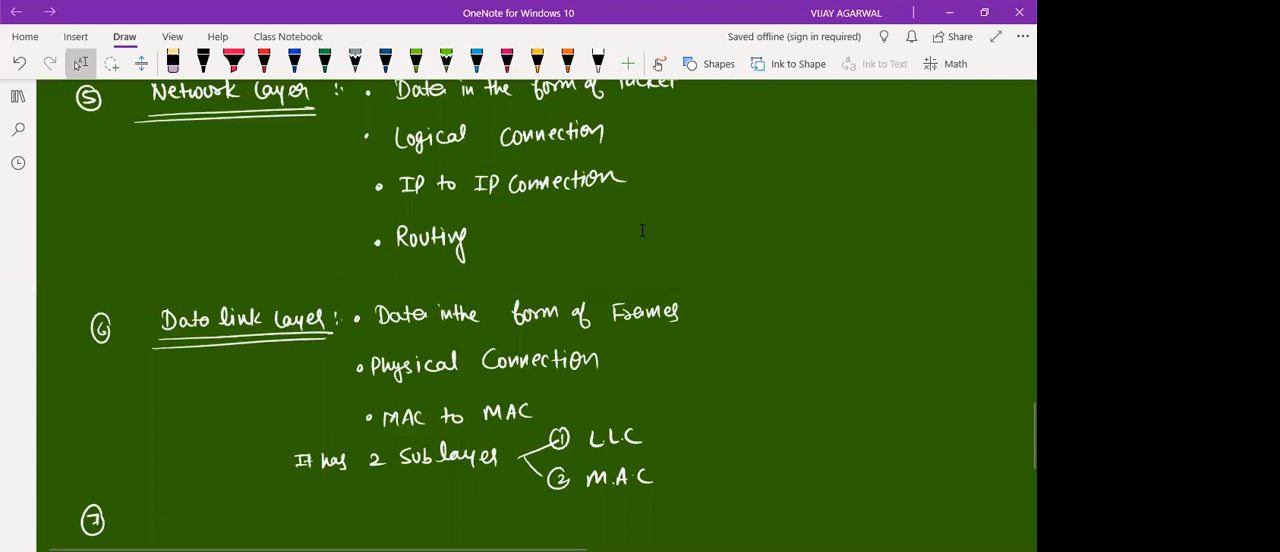 OneNote for Windows 10
VIJAY AGARWAL
Home Insert Draw View Help Class Notebook
Saved offline (sign in required)
Share
Shapes
Ink to Shape
Ink to Text
Math
5 Network Layer :- • Data in the form of Packet
• Logical Connection
• IP to IP Connection
• Routing
6 Data link Layer :- • Data in the form of Frames
• Physical Connection
• MAC to MAC
It has 2 Sub layers
1 L.L.C
2 M.A.C
7